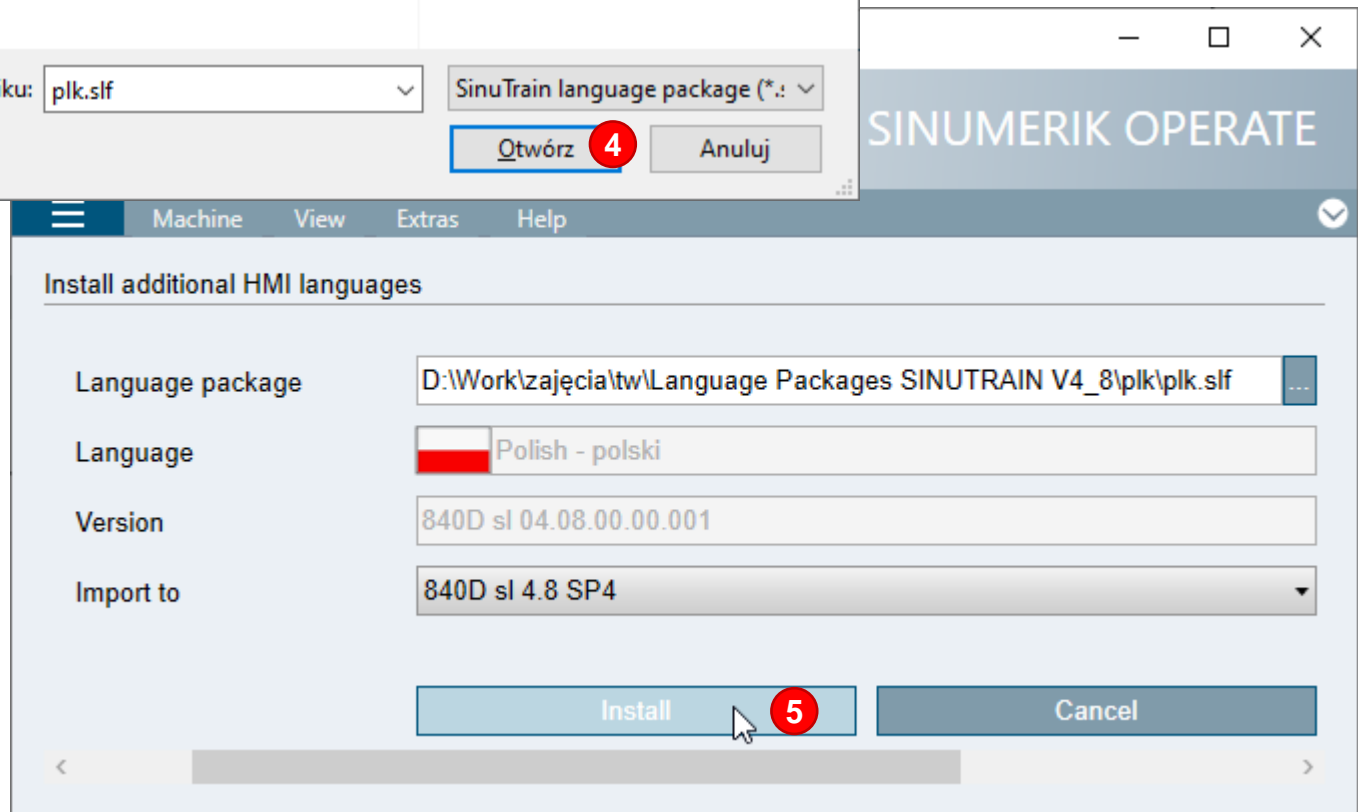 iku: plk.slf SinuTrain language package (*.s
Otwórz 4 Anuluj
SINUMERIK OPERATE
Machine View Extras Help
Install additional HMI languages
Language package D:\Work\zajęcia\tw\Language Packages SINUTRAIN V4_8\plk\plk.slf ...
Language Polish - polski
Version 840D sl 04.08.00.00.001
Import to 840D sl 4.8 SP4
Install 5 Cancel